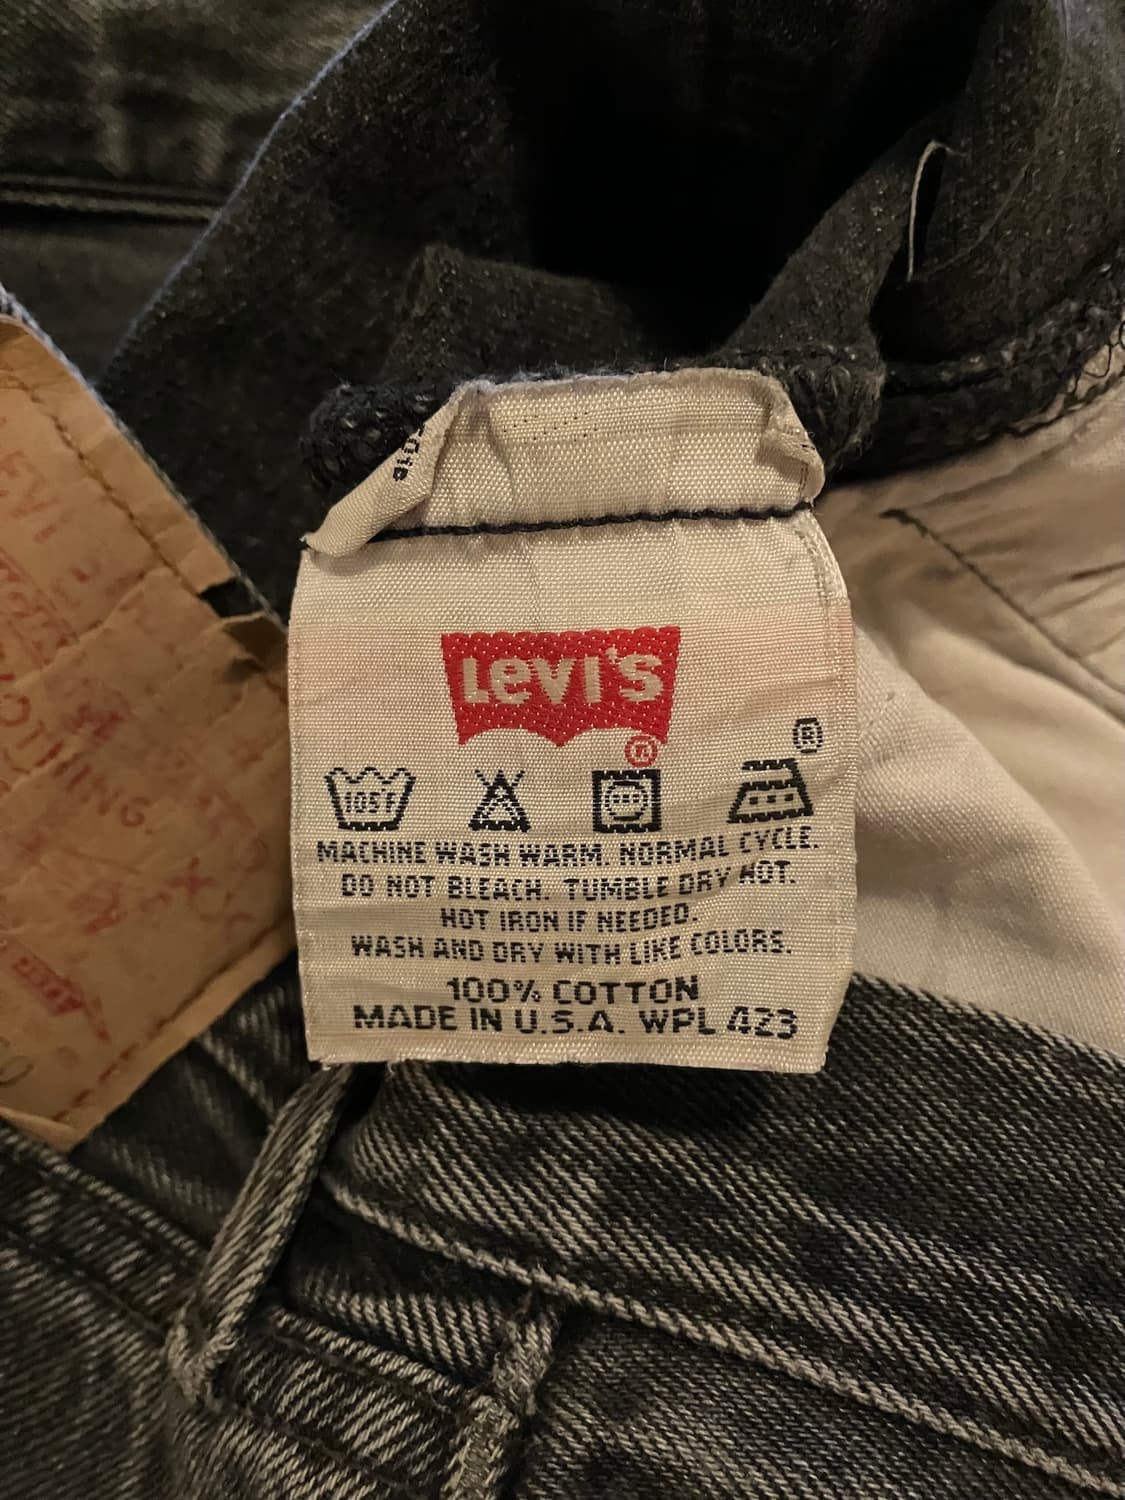 Levi's
®
®
105F
MACHINE WASH WARM. NORMAL CYCLE.
DO NOT BLEACH. TUMBLE DRY HOT.
HOT IRON IF NEEDED.
WASH AND DRY WITH LIKE COLORS.
100% COTTON
MADE IN U.S.A. WPL 423